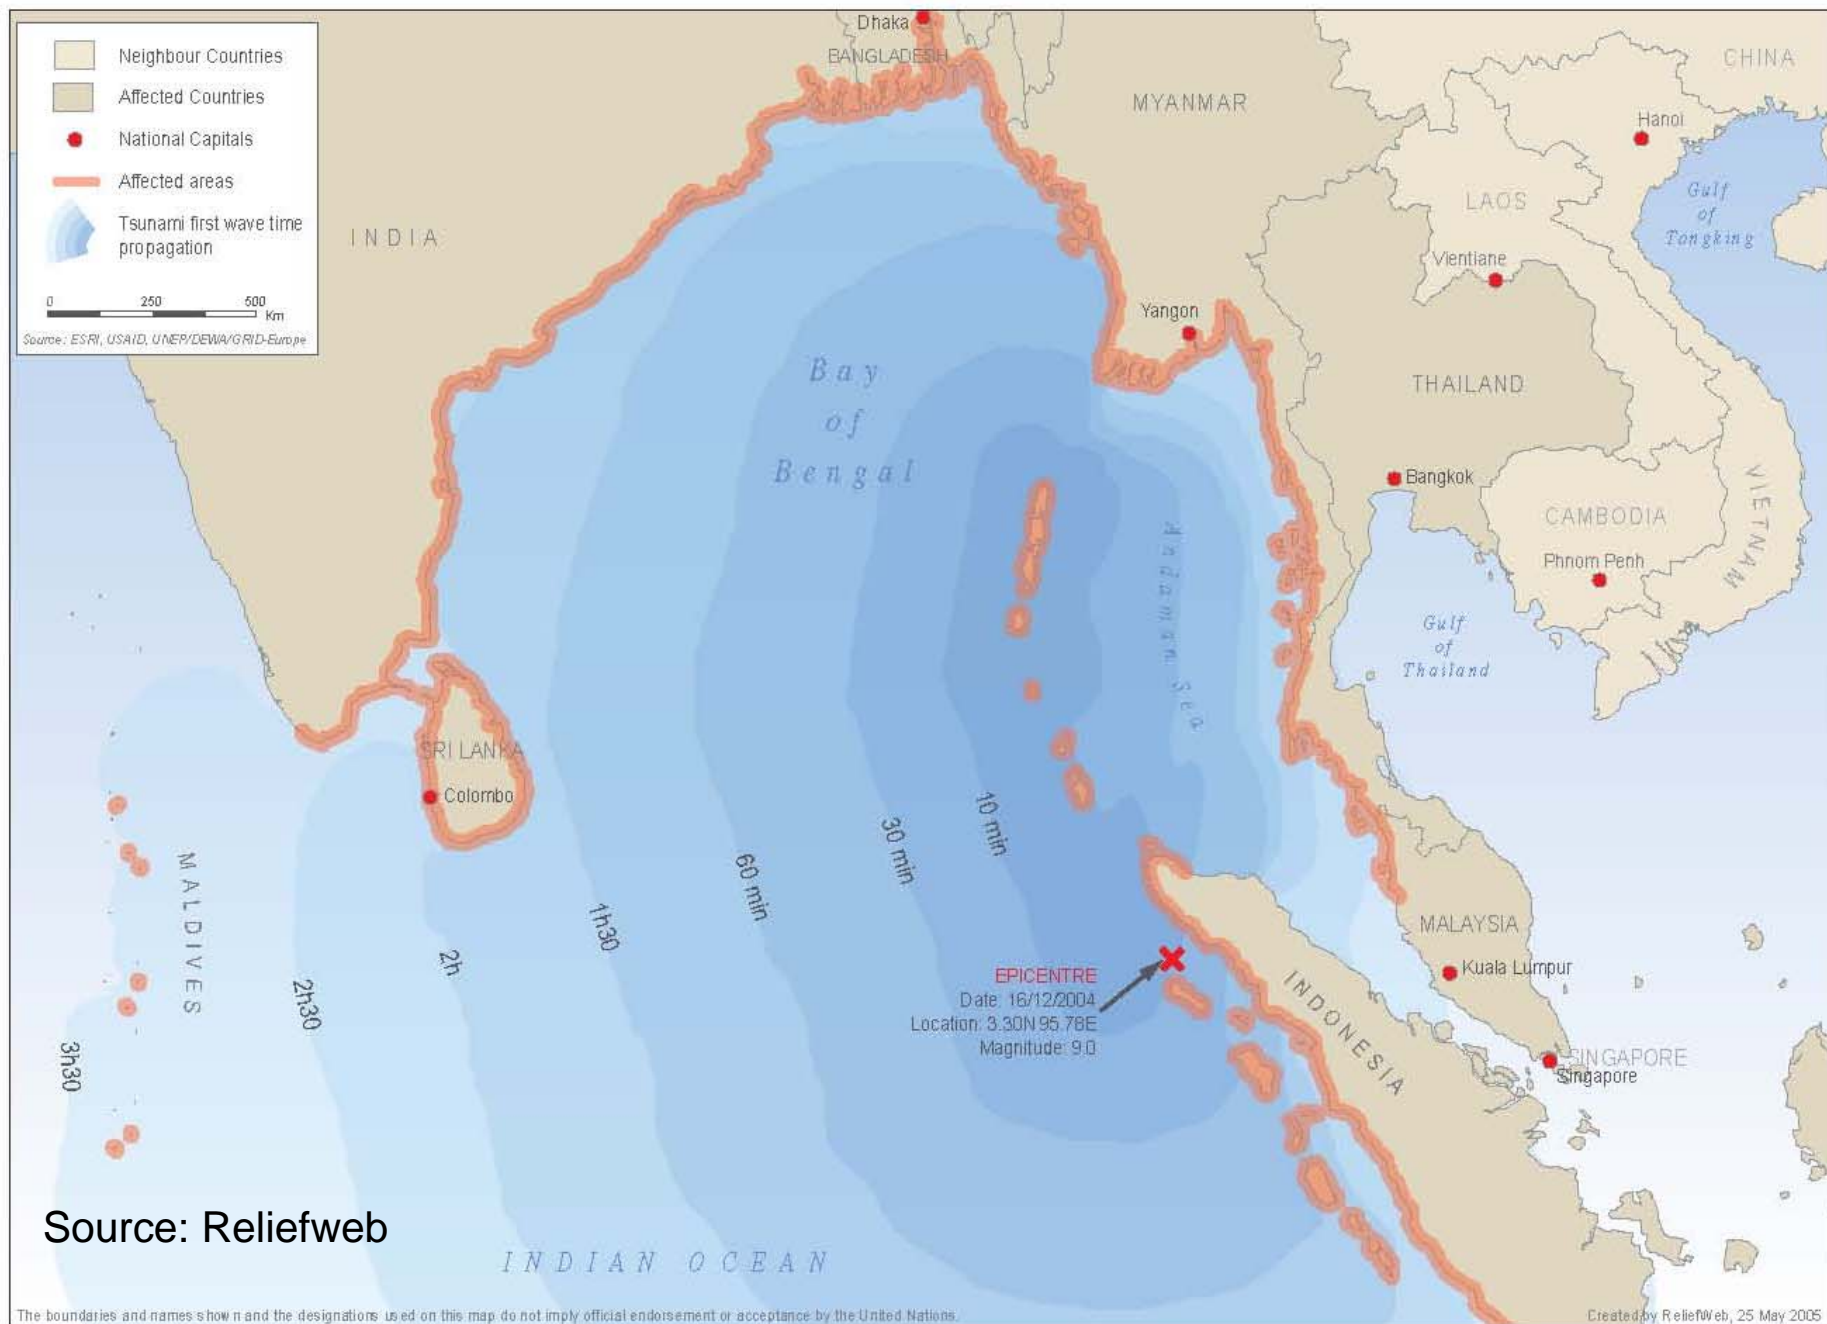 Neighbour Countries
Affected Countries
National Capitals
Affected areas
Tsunami first wave time
propagation
0 250 500
Km
Source: ESRI, USAID, UNEP/DEWA/GRID-Europe
Dhaka
BANGLADESH
CHINA
MYANMAR
Hanoi
INDIA
LAOS
Gulf
of
Tongking
Vientiane
Yangon
Bay
of
Bengal
THAILAND
Bangkok
VIETNAM
CAMBODIA
Phnom Penh
Andaman Sea
Gulf
of
Thailand
SRI LANKA
Colombo
MALDIVES
10 min
30 min
60 min
1h30
2h
2h30
3h30
EPICENTRE
Date: 16/12/2004
Location: 3.30N 95.78E
Magnitude: 9.0
MALAYSIA
Kuala Lumpur
INDONESIA
SINGAPORE
Singapore
Source: Reliefweb
INDIAN OCEAN
The boundaries and names shown and the designations used on this map do not imply official endorsement or acceptance by the United Nations.
Created by ReliefWeb, 25 May 2005